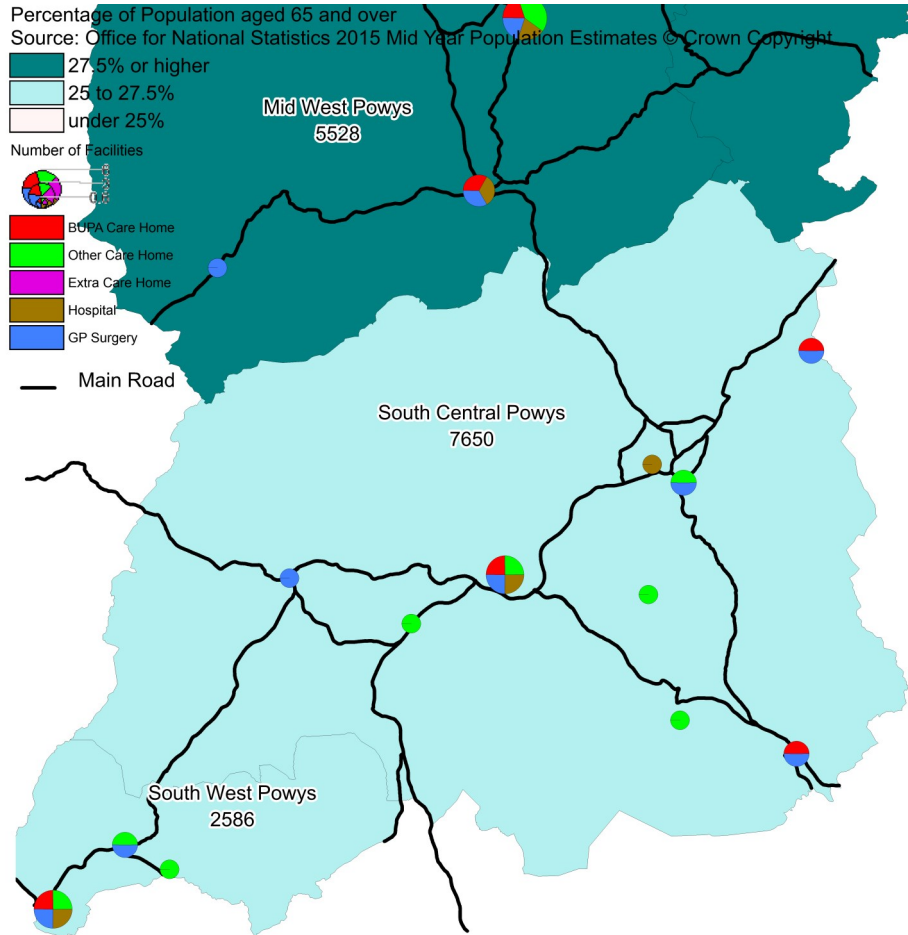 Percentage of Population aged 65 and over
Source: Office for National Statistics 2015 Mid Year Population Estimates © Crown Copyright
27.5% or higher
25 to 27.5%
under 25%
Number of Facilities
BUPA Care Home
Other Care Home
Extra Care Home
Hospital
GP Surgery
Main Road
Mid West Powys
5528
South Central Powys
7650
South West Powys
2586